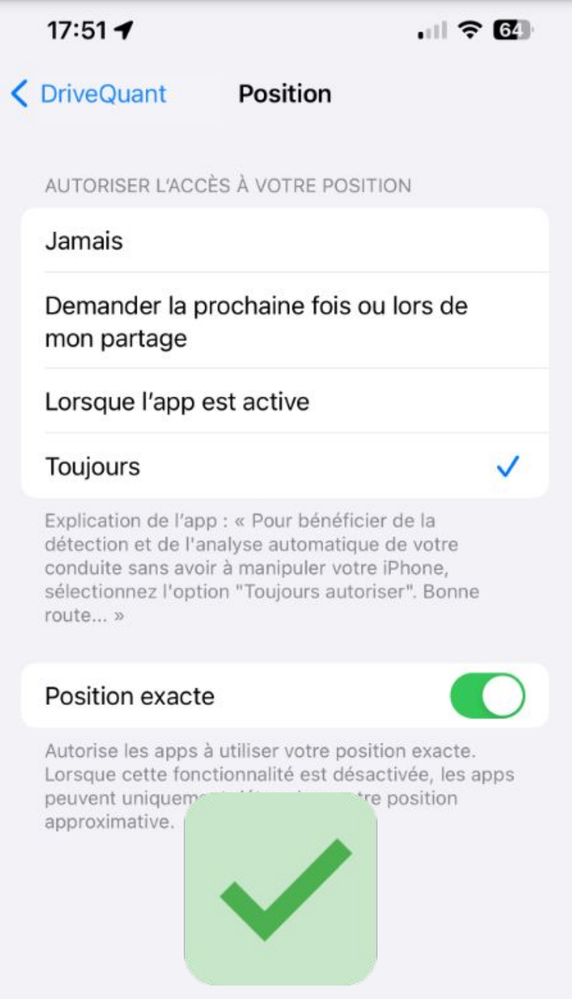 17:51
64
DriveQuant
Position
AUTORISER L'ACCÈS À VOTRE POSITION
Jamais
Demander la prochaine fois ou lors de
mon partage
Lorsque l'app est active
Toujours
Explication de l'app : « Pour bénéficier de la
détection et de l'analyse automatique de votre
conduite sans avoir à manipuler votre iPhone,
sélectionnez l'option "Toujours autoriser". Bonne
route... »
Position exacte
Autorise les apps à utiliser votre position exacte.
Lorsque cette fonctionnalité est désactivée, les apps
peuvent position
approximative.